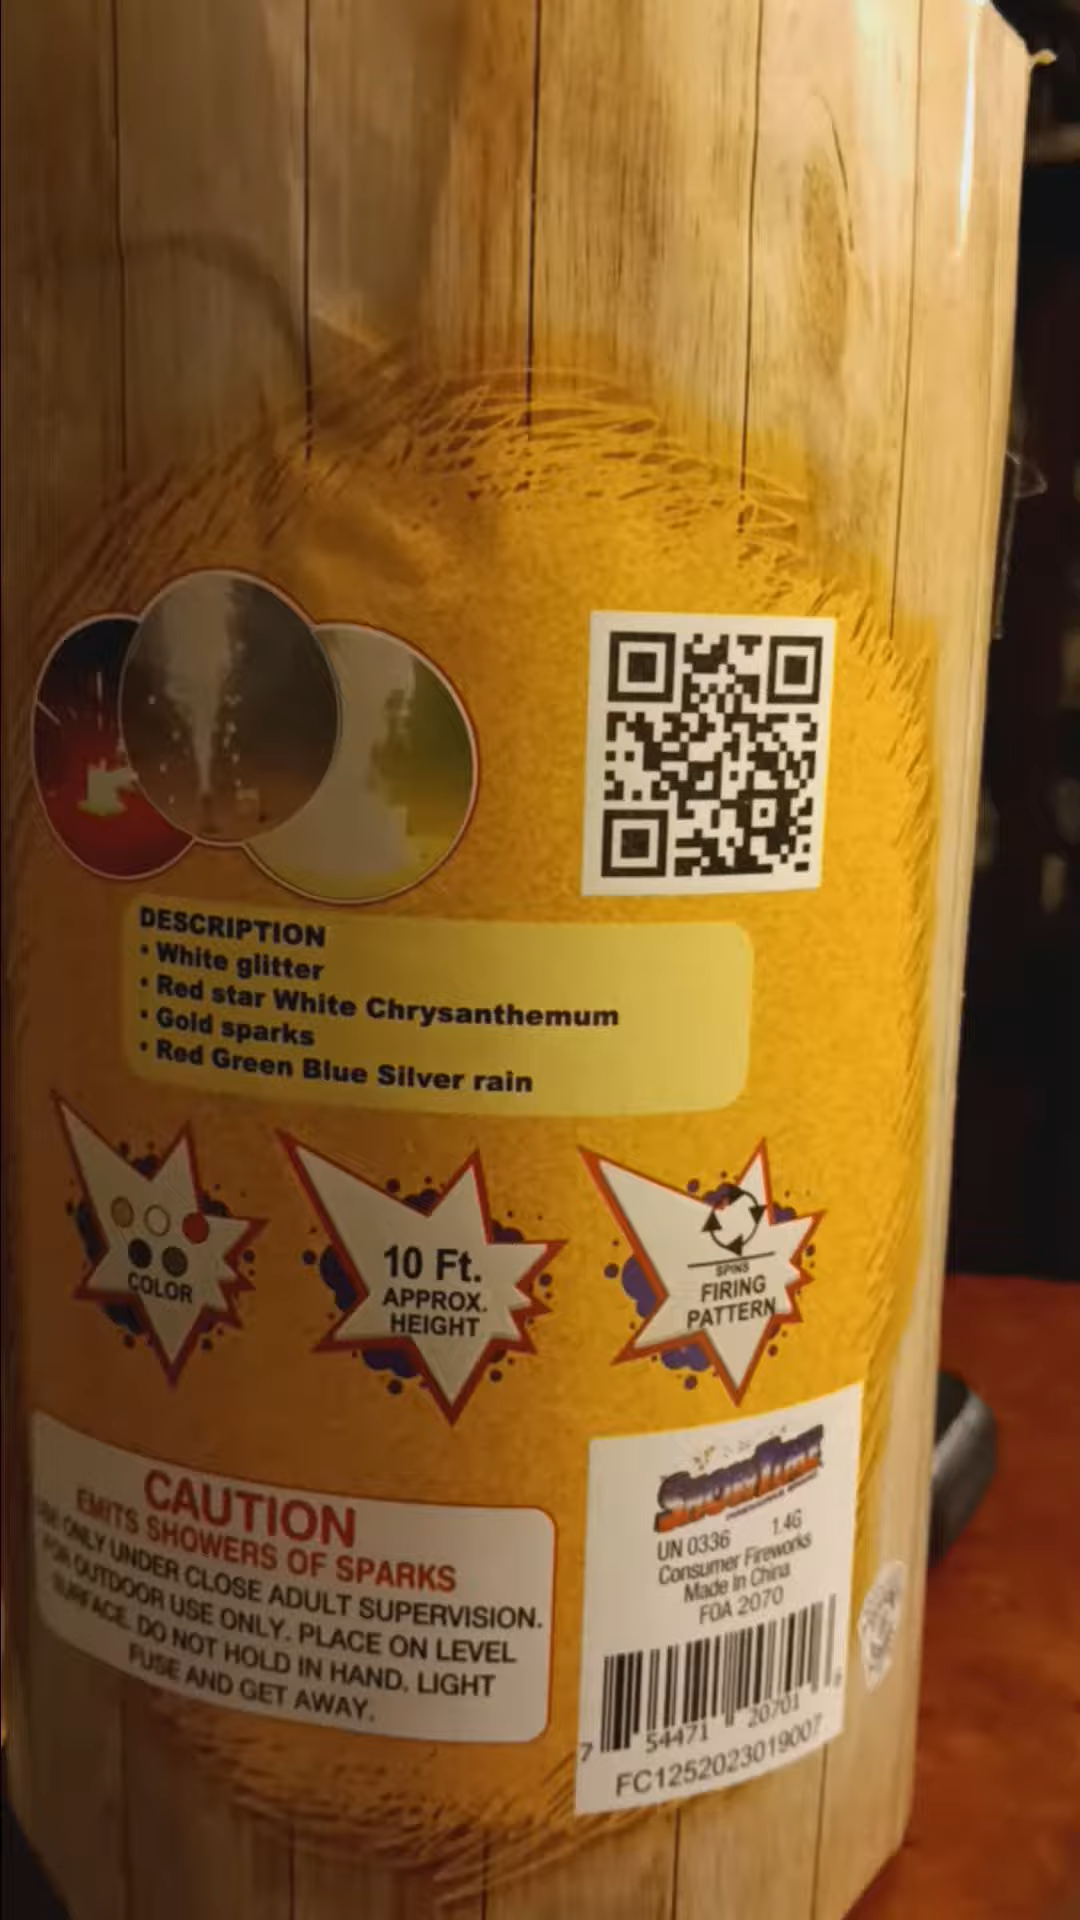 DESCRIPTION
• White glitter
• Red star White Chrysanthemum
• Gold sparks
• Red Green Blue Silver rain
COLOR
10 Ft.
APPROX.
HEIGHT
SPINS
FIRING
PATTERN
CAUTION
EMITS SHOWERS OF SPARKS
ONLY UNDER CLOSE ADULT SUPERVISION.
FOR OUTDOOR USE ONLY. PLACE ON LEVEL
SURFACE. DO NOT HOLD IN HAND. LIGHT
FUSE AND GET AWAY.
SHOWTIME
UN 0336 1.4G
Consumer Fireworks
Made In China
FOA 2070
7 54471 20701
FC1252023019007